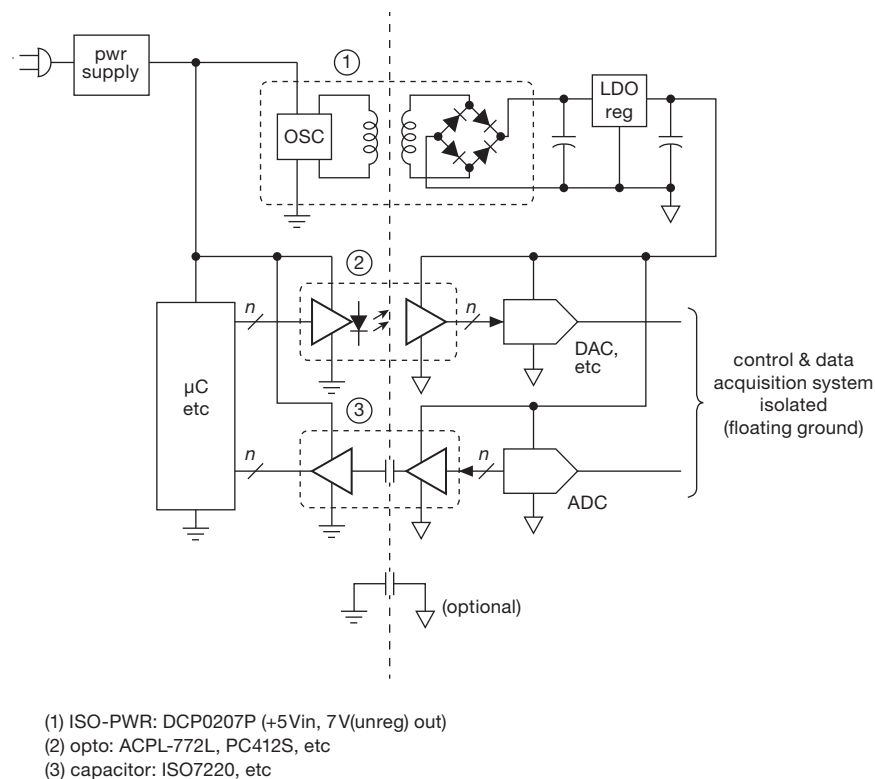 pwr
supply
1
OSC
LDO
reg
2
n
n
DAC,
etc
µC
etc
control & data
acquisition system
isolated
(floating ground)
3
n
n
ADC
(optional)
(1) ISO-PWR: DCP0207P (+5Vin, 7V(unreg) out)
(2) opto: ACPL-772L, PC412S, etc
(3) capacitor: ISO7220, etc